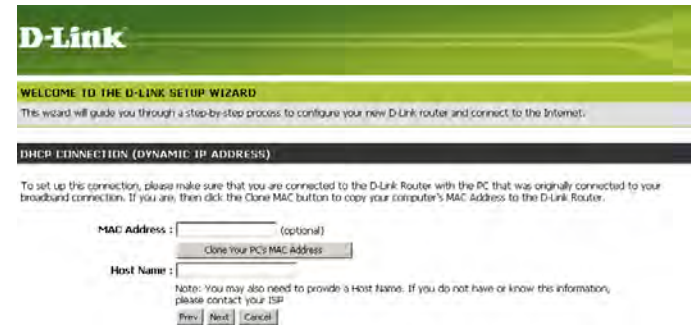 D-Link
WELCOME TO THE D-LINK SETUP WIZARD
This wizard will guide you through a step-by-step process to configure your new D-Link router and connect to the Internet.
DHCP CONNECTION (DYNAMIC IP ADDRESS)
To set up this connection, please make sure that you are connected to the D-Link Router with the PC that was originally connected to your
broadband connection. If you are, then click the Clone MAC button to copy your computer's MAC Address to the D-Link Router.
MAC Address : (optional)
Clone Your PC's MAC Address
Host Name :
Note: You may also need to provide a Host Name. If you do not have or know this information,
please contact your ISP
Prev Next Cancel